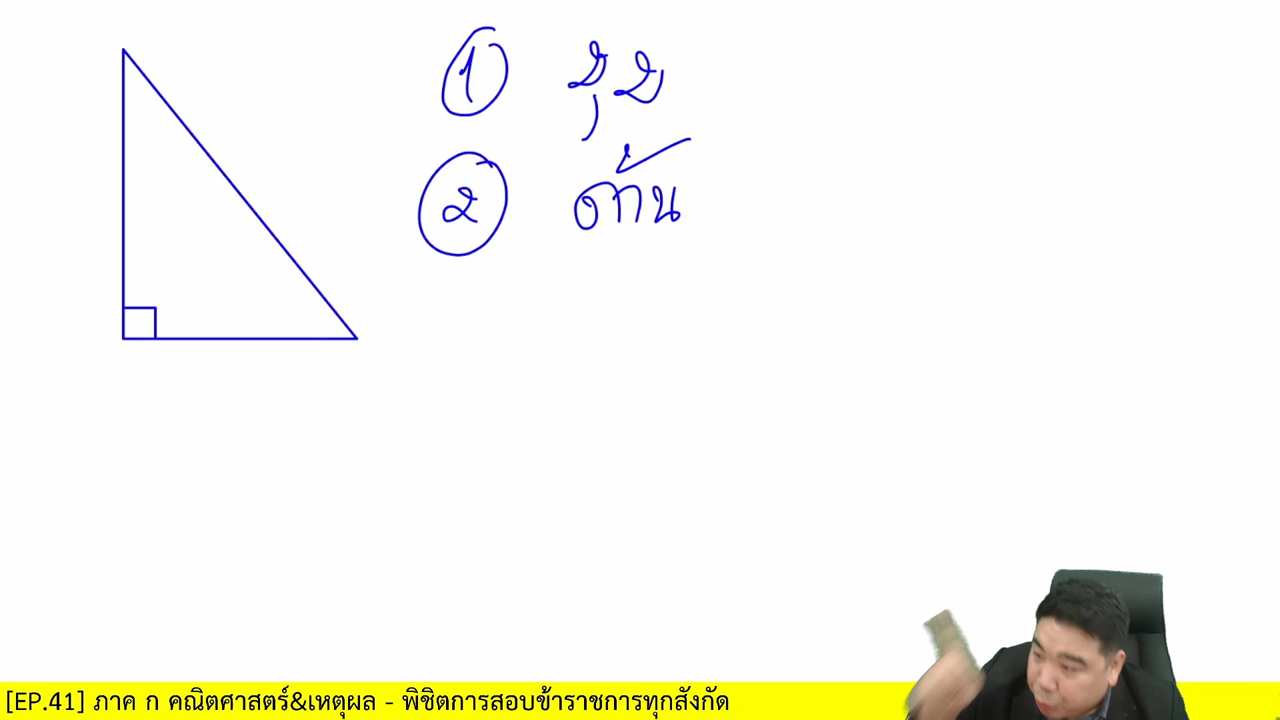 ① มุม
② ด้าน
[EP.41] ภาค ก คณิตศาสตร์&เหตุผล - พิชิตการสอบข้าราชการทุกสังกัด